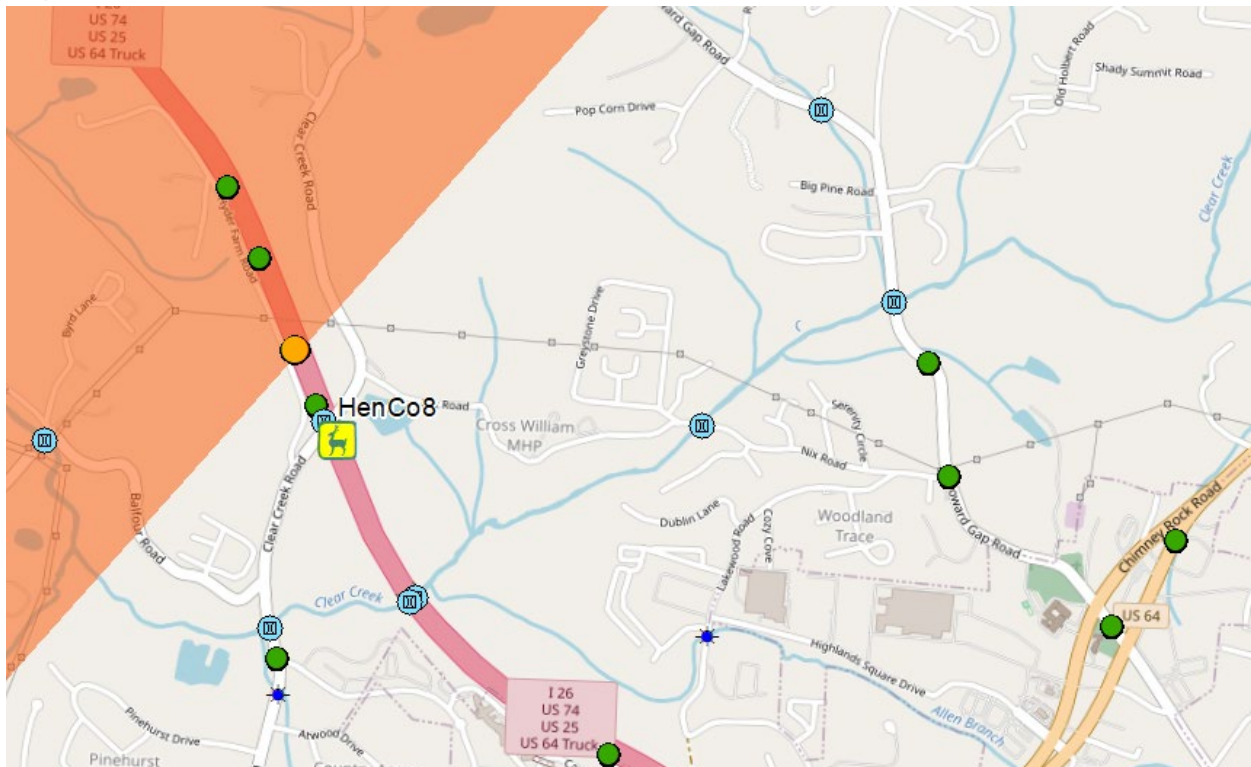 I 26
US 74
US 25
US 64 Truck
Howard Gap Road
Old Holbert Road
Shady Summit Road
Pop Corn Drive
Clear Creek Road
Big Pine Road
Clear Creek
Ryder Farm Road
Byrd Lane
Greystone Drive
C
HenCo8
Road
Cross William
MHP
Serenity Circle
Nix Road
Balfour Road
Clear Creek Road
Dublin Lane
Lakewood Road
Cozy Cove
Woodland
Trace
Howard Gap Road
Chimney Rock Road
Clear Creek
US 64
Highlands Square Drive
I 26
US 74
US 25
US 64 Truck
Allen Branch
Pinehurst Drive
Atwood Drive
Pinehurst